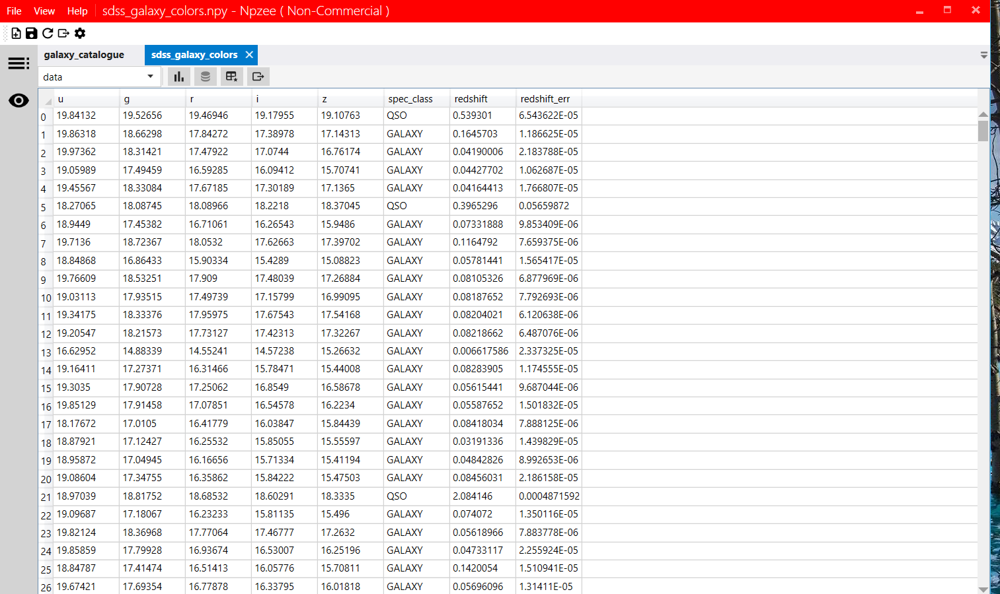 File View Help sdss_galaxy_colors.npy - Npzee ( Non-Commercial )
galaxy_catalogue sdss_galaxy_colors
data
u g r i z spec_class redshift redshift_err
0 19.84132 19.52656 19.46946 19.17955 19.10763 QSO 0.539301 6.543622E-05
1 19.86318 18.66298 17.84272 17.38978 17.14313 GALAXY 0.1645703 1.186625E-05
2 19.97362 18.31421 17.47922 17.0744 16.76174 GALAXY 0.04190006 2.183788E-05
3 19.05989 17.49459 16.59285 16.09412 15.70741 GALAXY 0.04427702 1.062687E-05
4 19.45567 18.33084 17.67185 17.30189 17.1365 GALAXY 0.04164413 1.766807E-05
5 18.27065 18.08745 18.08966 18.2218 18.37045 QSO 0.3965296 0.05659872
6 18.9449 17.45382 16.71061 16.26543 15.9486 GALAXY 0.07331888 9.853409E-06
7 19.7136 18.72367 18.0532 17.62663 17.39702 GALAXY 0.1164792 7.659375E-06
8 18.84868 16.86433 15.90334 15.4289 15.08823 GALAXY 0.05781441 1.565417E-05
9 19.76609 18.53251 17.909 17.48039 17.26884 GALAXY 0.08105326 6.877969E-06
10 19.03113 17.93515 17.49739 17.15799 16.99095 GALAXY 0.08187652 7.792693E-06
11 19.34175 18.33376 17.95975 17.67543 17.54168 GALAXY 0.08204021 6.120638E-06
12 19.20547 18.21573 17.73127 17.42313 17.32267 GALAXY 0.08218662 6.487076E-06
13 16.62952 14.88339 14.55241 14.57238 15.26632 GALAXY 0.006617586 2.337325E-05
14 19.16411 17.27371 16.31466 15.78471 15.44008 GALAXY 0.08283905 1.174555E-05
15 19.3035 17.90728 17.25062 16.8549 16.58678 GALAXY 0.05615441 9.687044E-06
16 19.85129 17.91458 17.07851 16.54578 16.2234 GALAXY 0.05587652 1.501832E-05
17 18.17672 17.0105 16.41779 16.03847 15.84439 GALAXY 0.08418034 7.888125E-06
18 18.87921 17.12427 16.25532 15.85055 15.55597 GALAXY 0.03191336 1.439829E-05
19 18.95872 17.04945 16.16656 15.71334 15.41194 GALAXY 0.04842826 8.992653E-06
20 19.08604 17.34755 16.35862 15.84222 15.47503 GALAXY 0.08456031 2.186158E-05
21 18.97039 18.81752 18.68532 18.60291 18.3335 QSO 2.084146 0.0004871592
22 19.09687 17.18067 16.23233 15.81135 15.496 GALAXY 0.074072 1.350116E-05
23 19.82124 18.36968 17.77064 17.46777 17.2632 GALAXY 0.05618966 7.883778E-06
24 19.85859 17.79928 16.93674 16.53007 16.25196 GALAXY 0.04733117 2.255924E-05
25 18.84787 17.41474 16.51413 16.05776 15.70811 GALAXY 0.1420054 1.510941E-05
26 19.67421 17.69354 16.77878 16.33795 16.01818 GALAXY 0.05696096 1.31411E-05